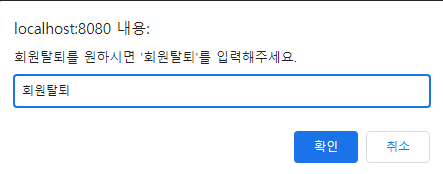 localhost:8080 내용:
회원탈퇴를 원하시면 '회원탈퇴'를 입력해주세요.
회원탈퇴
확인 취소